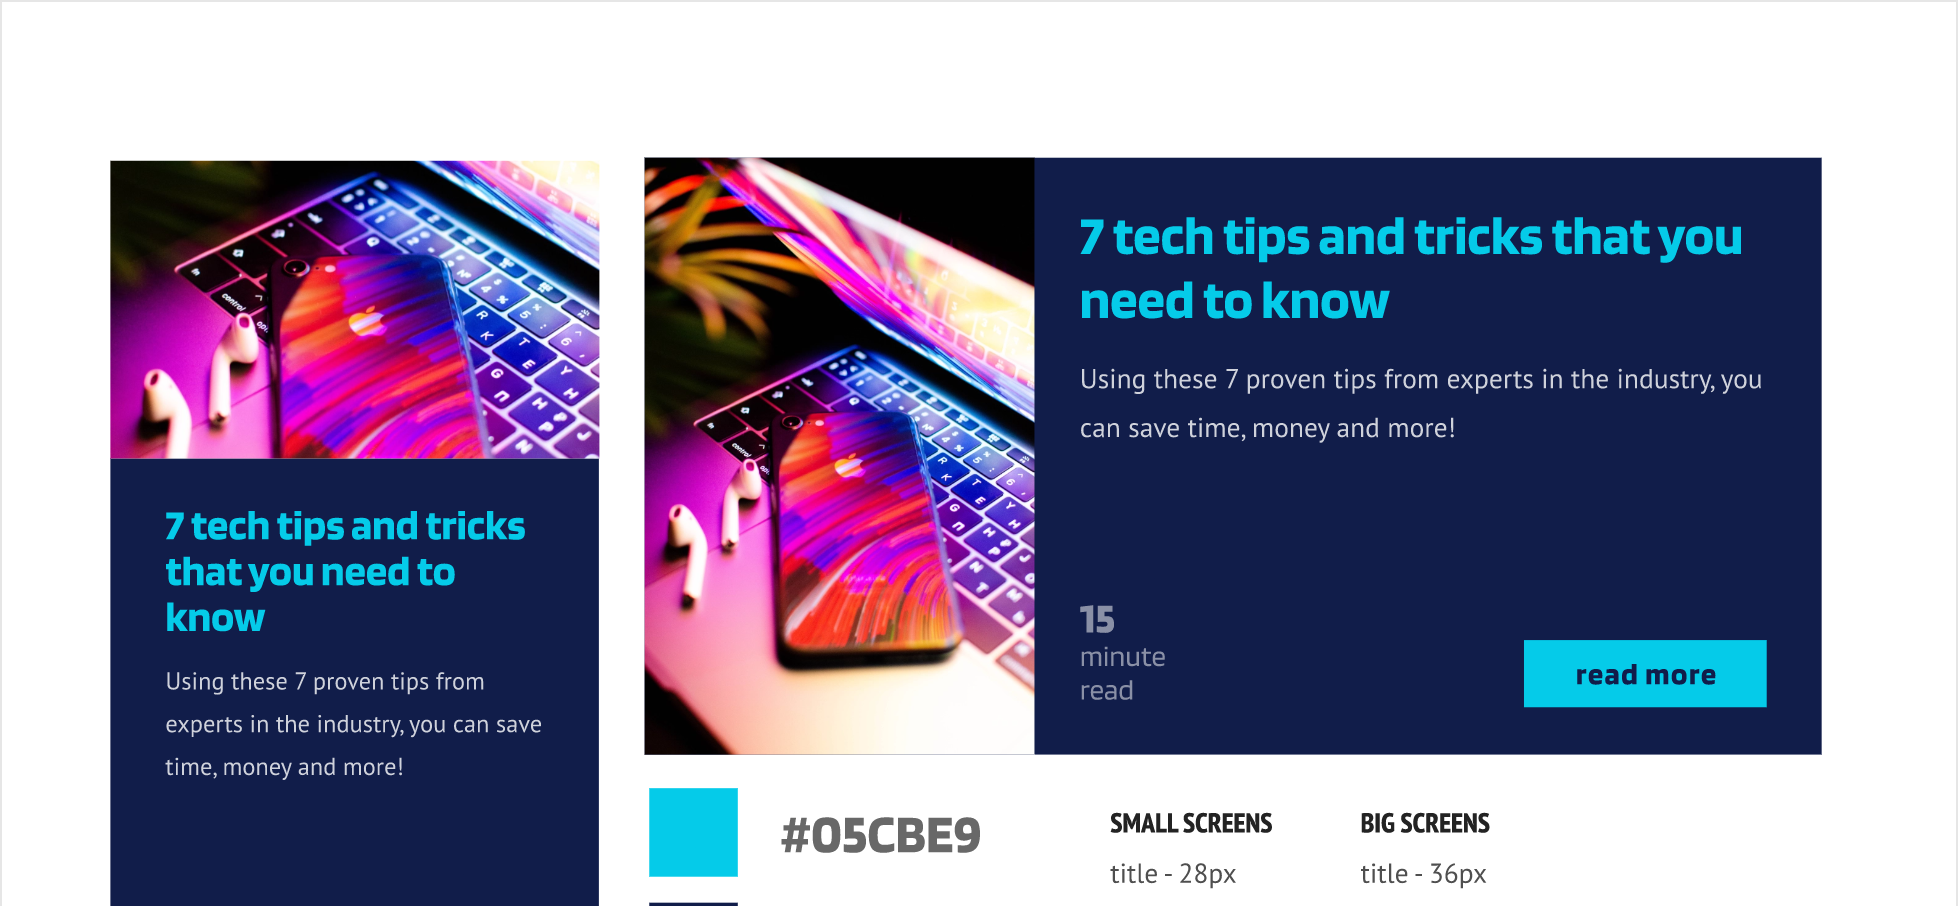 7 tech tips and tricks
that you need to
know
Using these 7 proven tips from
experts in the industry, you can save
time, money and more!
7 tech tips and tricks that you
need to know
Using these 7 proven tips from experts in the industry, you
can save time, money and more!
15
minute
read
read more
#05CBE9
SMALL SCREENS
title - 28px
BIG SCREENS
title - 36px